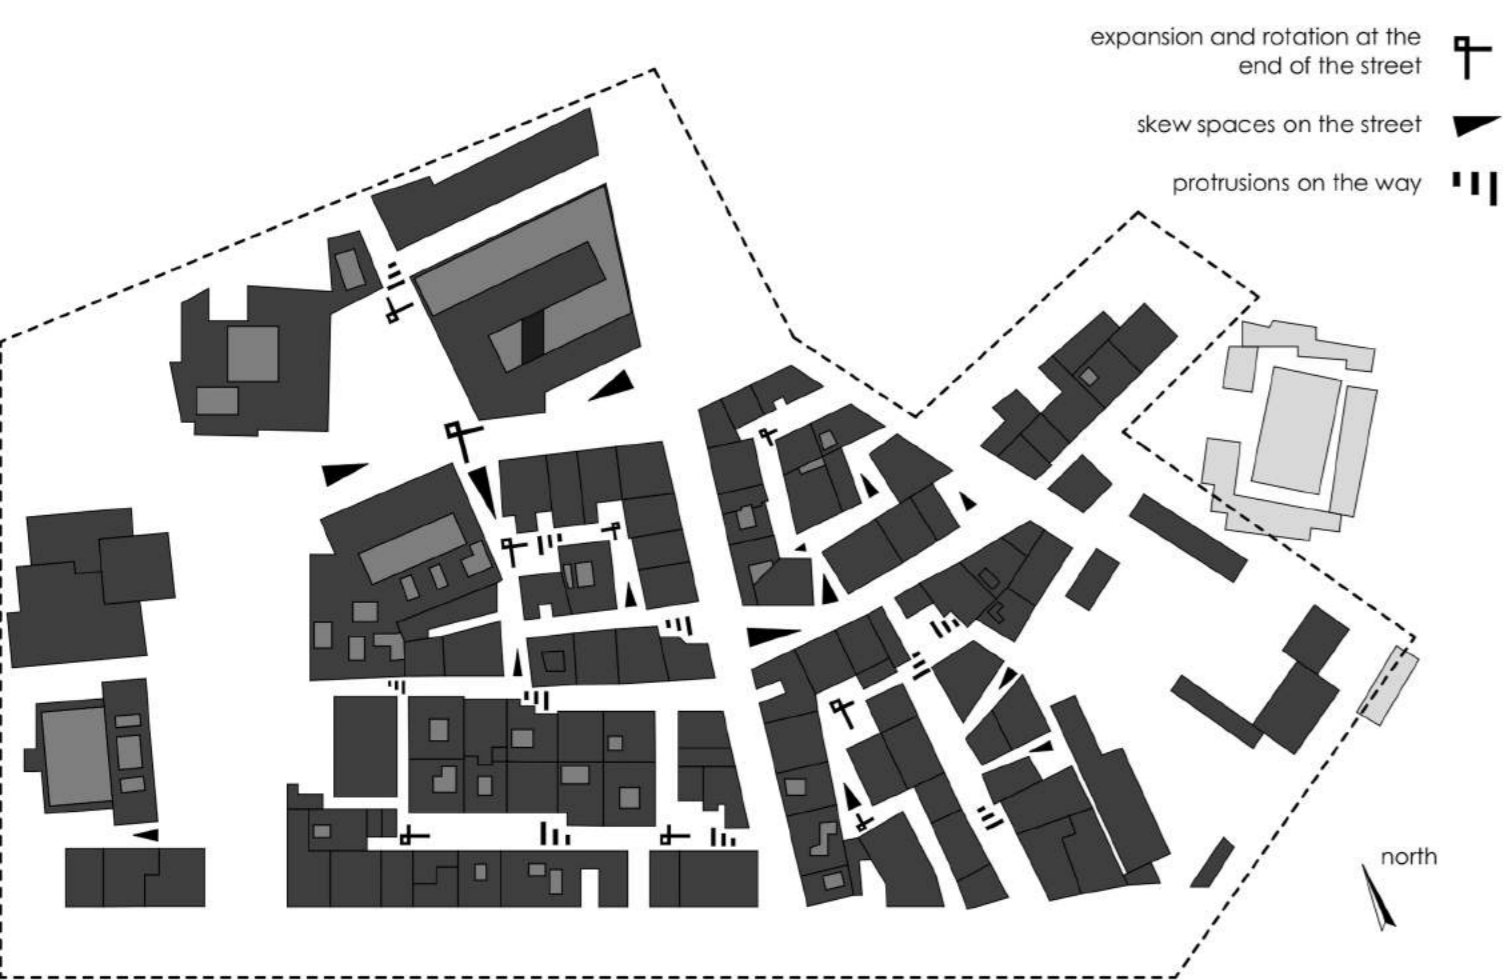 expansion and rotation at the
end of the street
skew spaces on the street
protrusions on the way
north